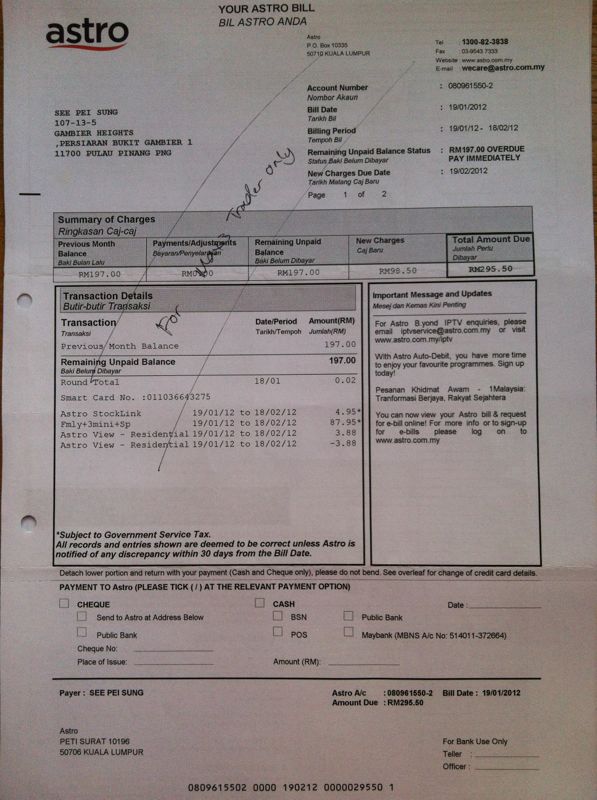 astro
YOUR ASTRO BILL
BIL ASTRO ANDA
Astro
P.O. Box 10335
50710 KUALA LUMPUR
Tel : 1300-82-3838
Fax : 03-9543 7333
Website : www.astro.com.my
E-mail : wecare@astro.com.my
SEE PEI SUNG
107-13-5
GAMBIER HEIGHTS
,PERSIARAN BUKIT GAMBIER 1
11700 PULAU PINANG PNG
Account Number : 080961550-2
Nombor Akaun
Bill Date : 19/01/2012
Tarikh Bil
Billing Period : 19/01/12 - 18/02/12
Tempoh Bil
Remaining Unpaid Balance Status : RM197.00 OVERDUE
Status Baki Belum Dibayar PAY IMMEDIATELY
New Charges Due Date : 19/02/2012
Tarikh Matang Caj Baru
Page 1 of 2
For Trader only
Summary of Charges
Ringkasan Caj-caj
Previous Month Balance Payments/Adjustments Remaining Unpaid Balance New Charges Total Amount Due
Baki Bulan Lalu Bayaran/Penyelarasan Baki Belum Dibayar Caj Baru Jumlah Perlu Dibayar
RM197.00 RM0.00 RM197.00 RM98.50 RM295.50
Transaction Details
Butir-butir Transaksi
Transaction Date/Period Amount(RM)
Transaksi Tarikh/Tempoh Jumlah(RM)
Previous Month Balance 197.00
Remaining Unpaid Balance 197.00
Baki Belum Dibayar
Round Total 18/01 0.02
Smart Card No. :011036643275
Astro StockLink 19/01/12 to 18/02/12 4.95*
Fmly+3mini+Sp 19/01/12 to 18/02/12 87.95*
Astro View - Residential 19/01/12 to 18/02/12 3.88
Astro View - Residential 19/01/12 to 18/02/12 -3.88
*Subject to Government Service Tax.
All records and entries shown are deemed to be correct unless Astro is
notified of any discrepancy within 30 days from the Bill Date.
Important Message and Updates
Mesej dan Kemas Kini Penting
For Astro B.yond IPTV enquiries, please
email iptvservice@astro.com or visit
www.astro.com.my/iptv
With Astro Auto-Debit, you have more time
to enjoy your favourite programmes. Sign up
today!
Pesanan Khidmat Awam - 1Malaysia:
Tranformasi Berjaya, Rakyat Sejahtera
You can now view your Astro bill & request
for e-bill online! For more info or to sign-up
for e-bills please log on to
www.astro.com.my
Detach lower portion and return with your payment (Cash and Cheque only), please do not bend. See overleaf for change of credit card details.
PAYMENT TO Astro (PLEASE TICK ( / ) AT THE RELEVANT PAYMENT OPTION)
CHEQUE CASH Date :
Send to Astro at Address Below BSN Public Bank
Public Bank POS Maybank (MBNS A/c No: 514011-372664)
Cheque No:
Place of Issue: Amount (RM):
Payer : SEE PEI SUNG Astro A/c : 080961550-2 Bill Date : 19/01/2012
Amount Due : RM295.50
Astro
PETI SURAT 10196
50706 KUALA LUMPUR
For Bank Use Only
Teller :
Officer :
0809615502 0000 190212 0000029550 1